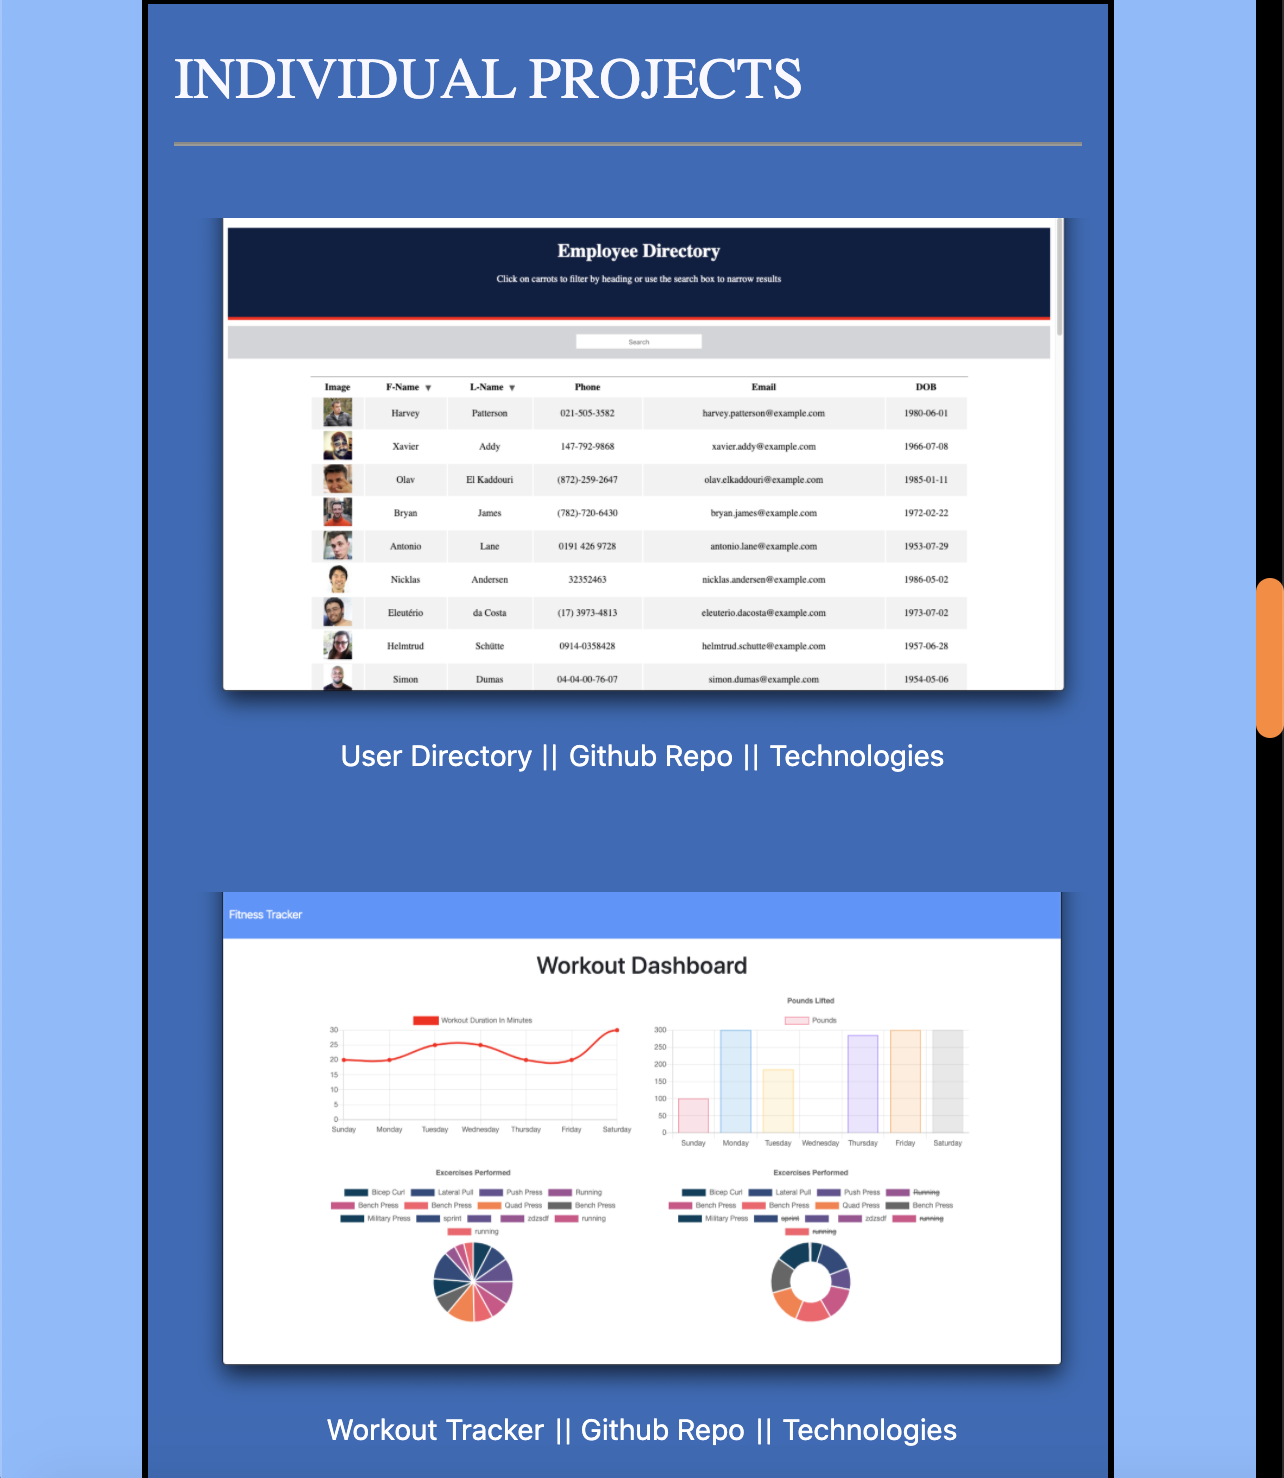 INDIVIDUAL PROJECTS
Employee Directory
Click on carrots to filter by heading or use the search box to narrow results
Search
Image F-Name ▼ L-Name ▼ Phone Email DOB
Harvey Patterson 021-505-3582 harvey.patterson@example.com 1980-06-01
Xavier Addy 147-792-9868 xavier.addy@example.com 1966-07-08
Olav El Kaddouri (872)-259-2647 olav.elkaddouri@example.com 1985-01-11
Bryan James (782)-720-6430 bryan.james@example.com 1972-02-22
Antonio Lane 0191 426 9728 antonio.lane@example.com 1953-07-29
Nicklas Andersen 32352463 nicklas.andersen@example.com 1986-05-02
Eleutério da Costa (17) 3973-4813 eleuterio.dacosta@example.com 1973-07-02
Helmtrud Schütte 0914-0358428 helmtrud.schutte@example.com 1957-06-28
Simon Dumas 04-04-00-76-07 simon.dumas@example.com 1954-05-06
User Directory || Github Repo || Technologies
Fitness Tracker
Workout Dashboard
Workout Duration In Minutes
30
25
20
15
10
5
0
Sunday Monday Tuesday Wednesday Thursday Friday Saturday
Pounds Lifted
Pounds
300
250
200
150
100
50
0
Sunday Monday Tuesday Wednesday Thursday Friday Saturday
Excercises Performed
Bicep Curl Lateral Pull Push Press Running
Bench Press Bench Press Quad Press Bench Press
Military Press sprint zdzsdf running
running
Excercises Performed
Bicep Curl Lateral Pull Push Press Running
Bench Press Bench Press Quad Press Bench Press
Military Press sprint zdzsdf running
running
Workout Tracker || Github Repo || Technologies